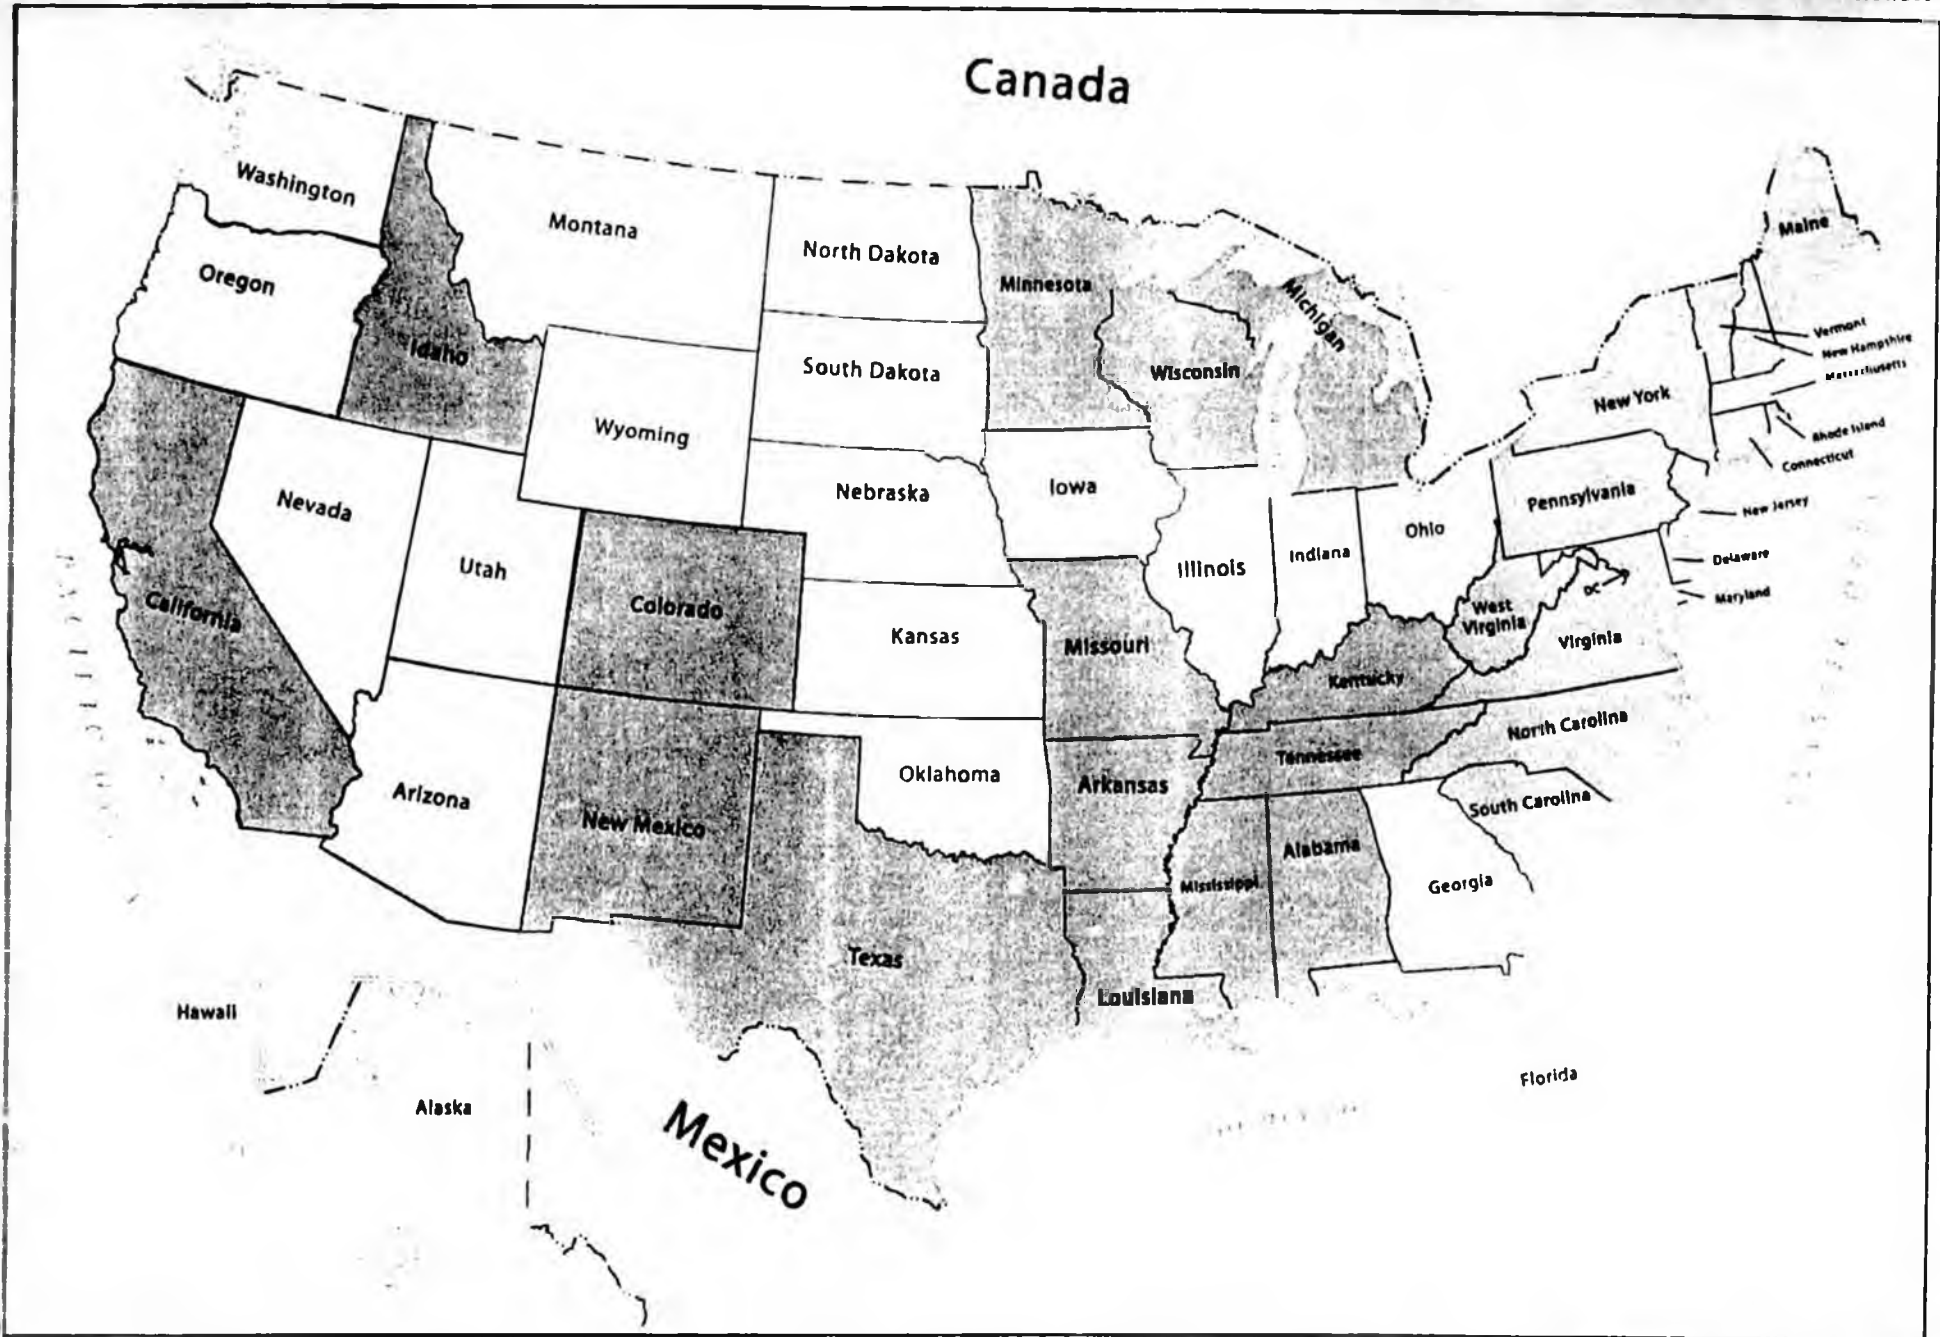 Canada
Washington
Montana
North Dakota
Minnesota
Michigan
Maine
Oregon
Idaho
South Dakota
Wisconsin
Vermont
New Hampshire
Massachusetts
New York
Rhode Island
Connecticut
Wyoming
Nebraska
Iowa
Pennsylvania
New Jersey
Nevada
Utah
Colorado
Kansas
Missouri
Illinois
Indiana
Ohio
Delaware
Maryland
DC
West
Virginia
Virginia
California
PACIFIC
Kentucky
North Carolina
Tennessee
South Carolina
Arizona
New Mexico
Oklahoma
Arkansas
Mississippi
Alabama
Georgia
Texas
Louisiana
Hawaii
Alaska
Florida
Mexico